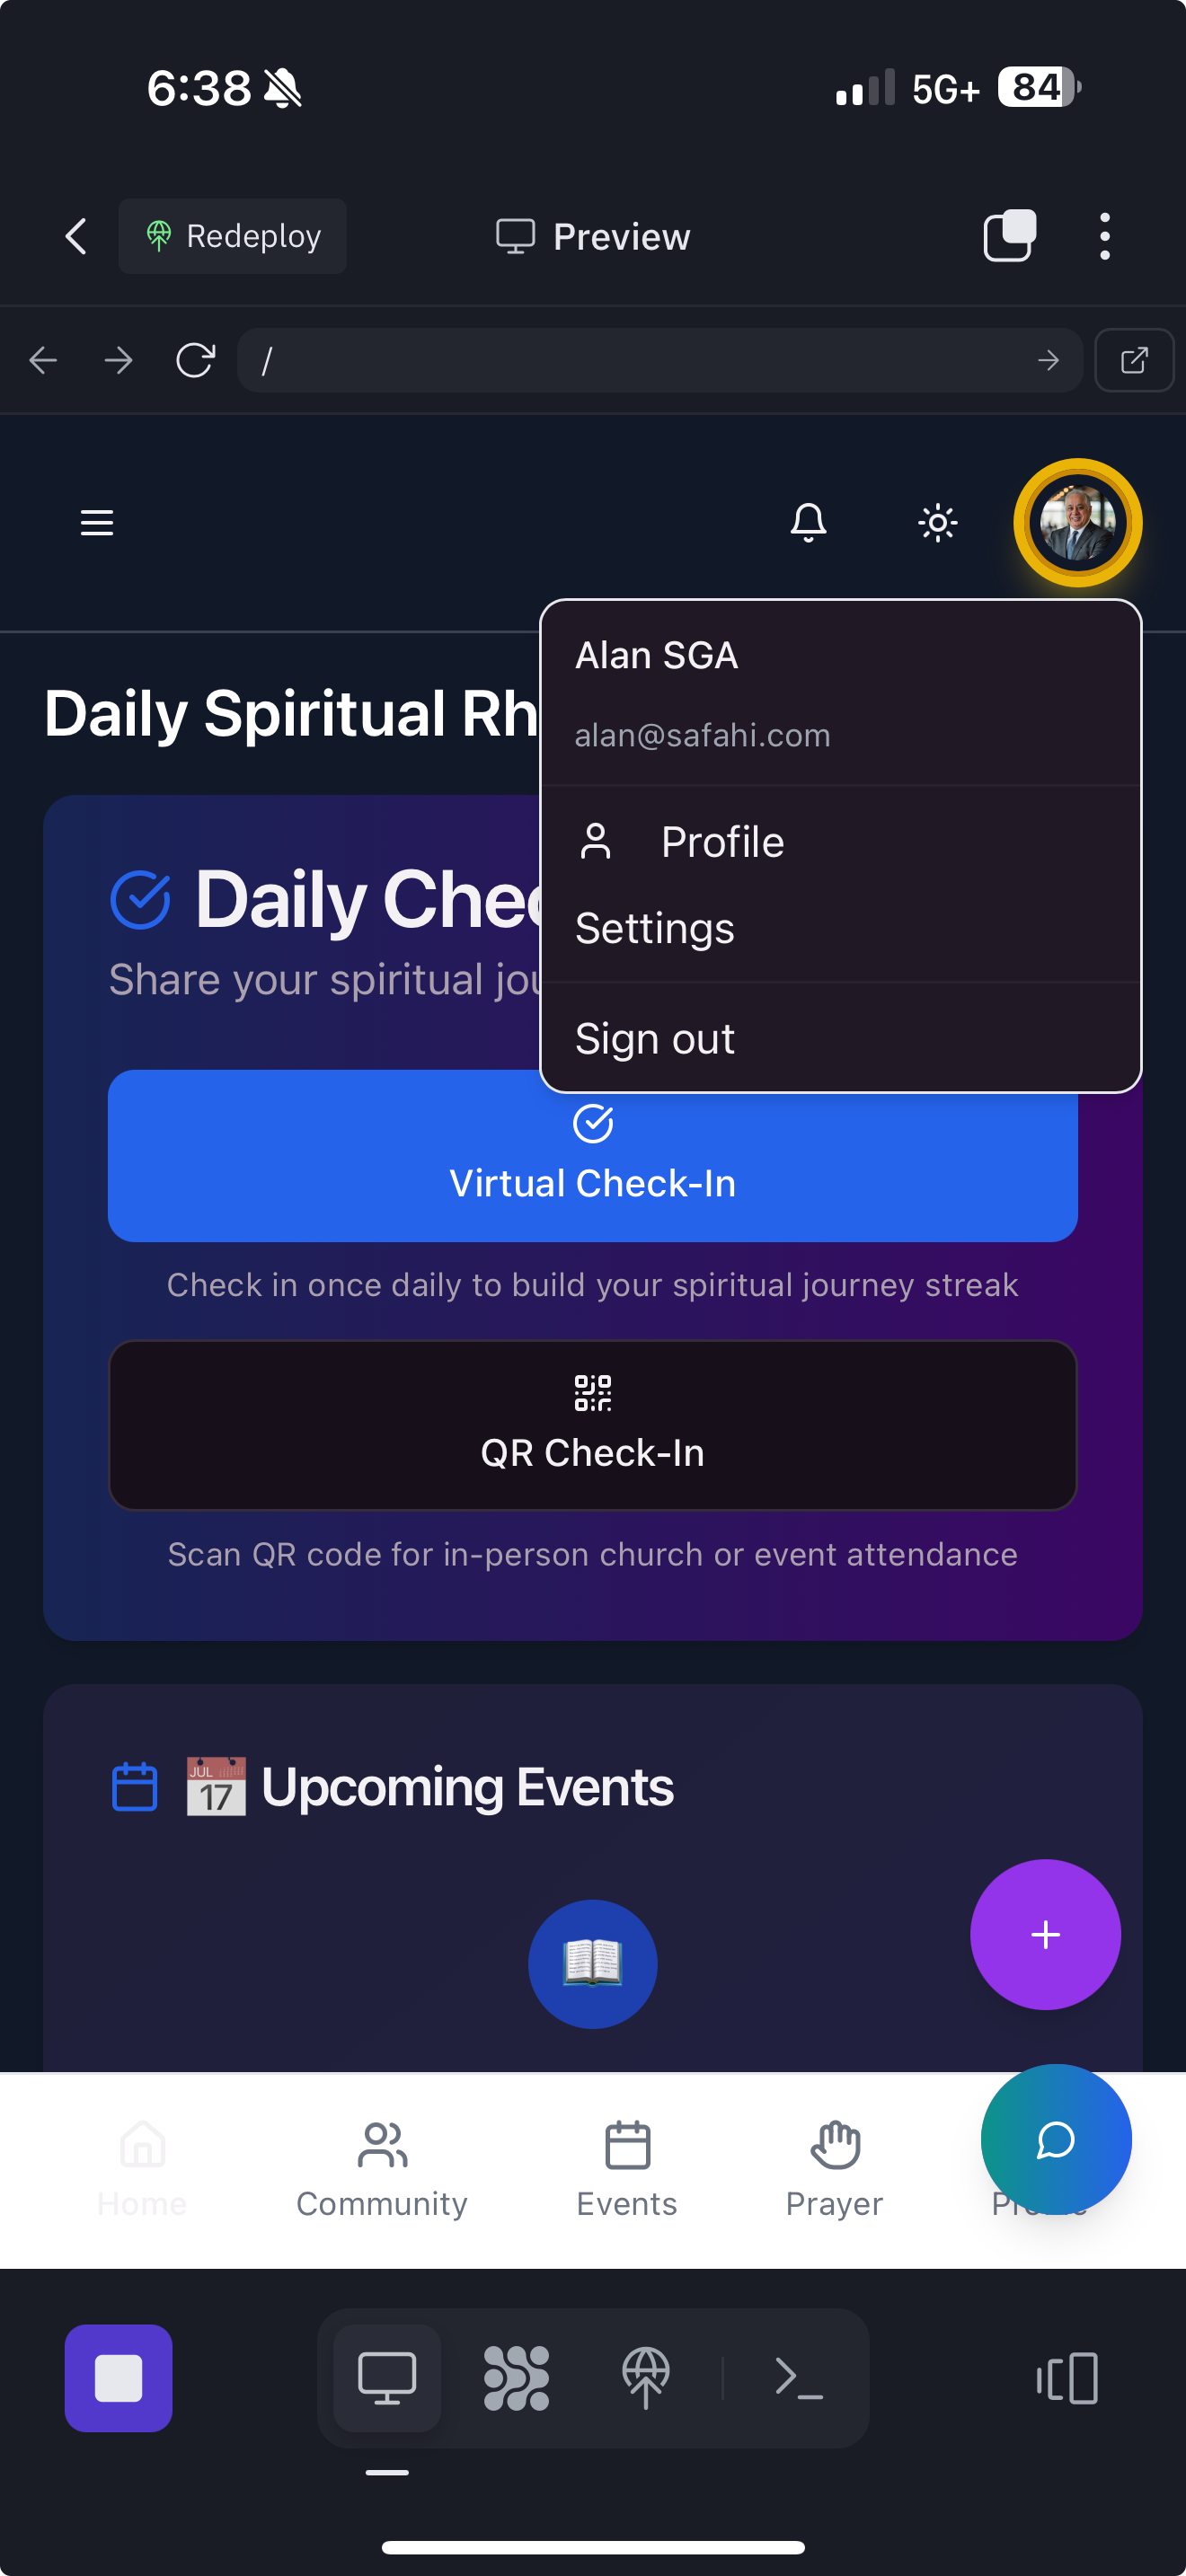 6:38
5G+
84
Redeploy
Preview
/
Alan SGA
alan@safahi.com
Profile
Settings
Sign out
Daily Spiritual Rh
Daily Chec
Share your spiritual jou
Virtual Check-In
Check in once daily to build your spiritual journey streak
QR Check-In
Scan QR code for in-person church or event attendance
JUL
17
Upcoming Events
Home
Community
Events
Prayer